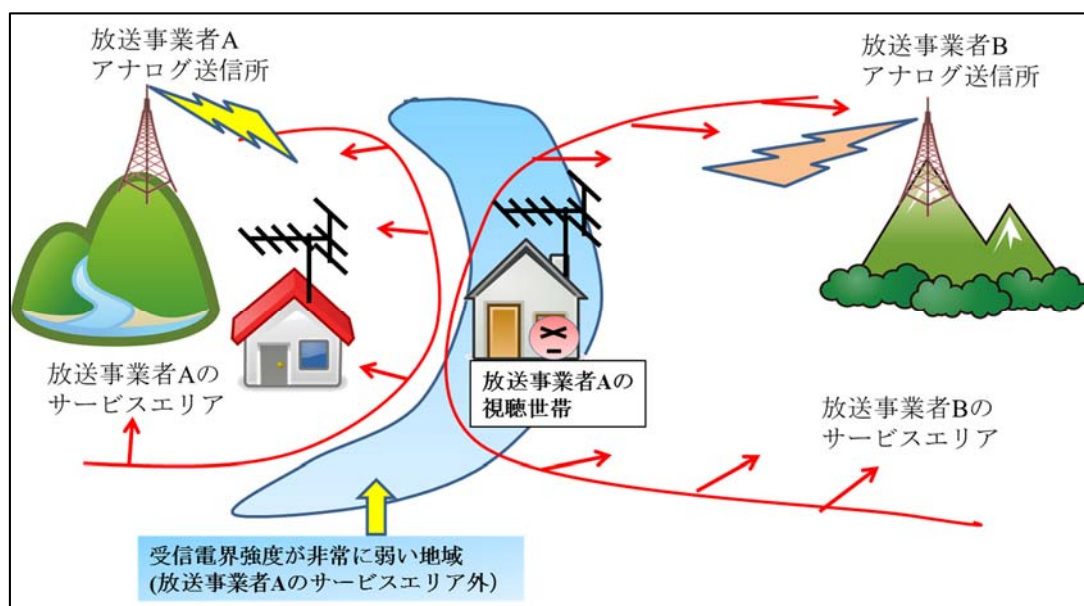 放送事業者A
アナログ送信所
放送事業者B
アナログ送信所
放送事業者Aの
サービスエリア
放送事業者Aの
視聴世帯
放送事業者Bの
サービスエリア
受信電界強度が非常に弱い地域
(放送事業者Aのサービスエリア外)